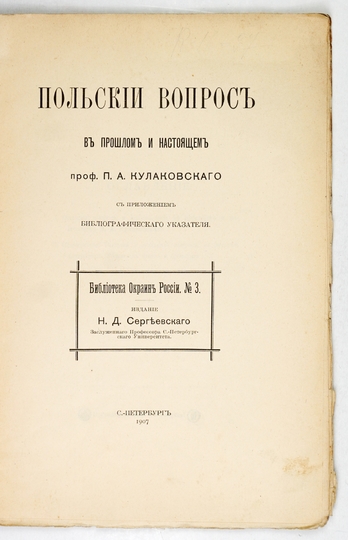 ПОЛЬСКІЙ ВОПРОСЪ
ВЪ ПРОШЛОМЪ И НАСТОЯЩЕМЪ
проф. П. А. КУЛАКОВСКАГО
СЪ ПРИЛОЖЕНІЕМЪ
БИБЛІОГРАФИЧЕСКАГО УКАЗАТЕЛЯ.
Библіотека Окраинъ Россіи. № 3.
ИЗДАНІЕ
Н. Д. Сергѣевскаго
Заслуженнаго Профессора С.-Петербург-
скаго Университета.
С.-ПЕТЕРБУРГЪ
1907